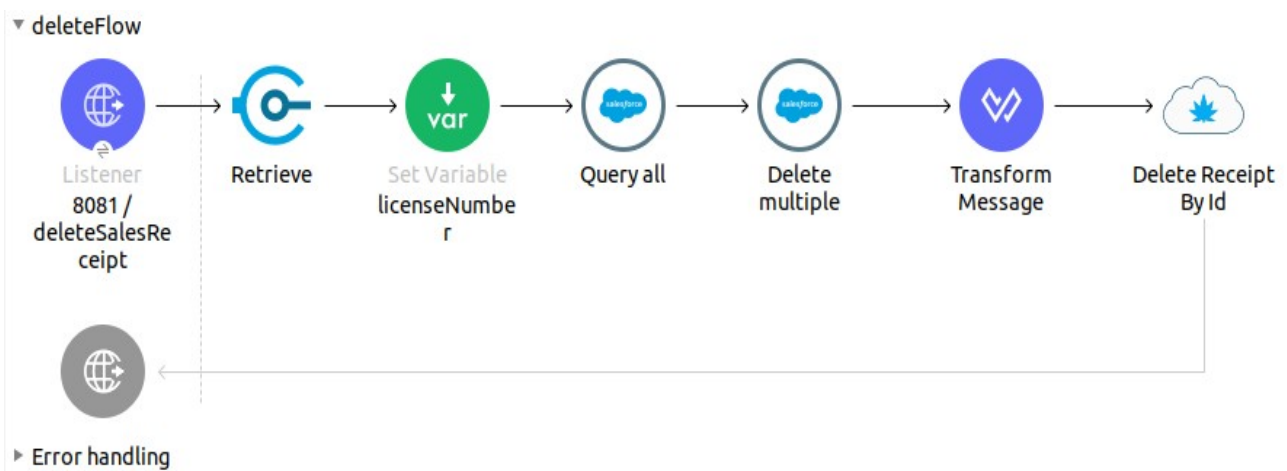 deleteFlow
var
salesforce
salesforce
Listener
8081 /
deleteSalesRe
ceipt
Retrieve
Set Variable
licenseNumbe
r
Query all
Delete
multiple
Transform
Message
Delete Receipt
By Id
Error handling